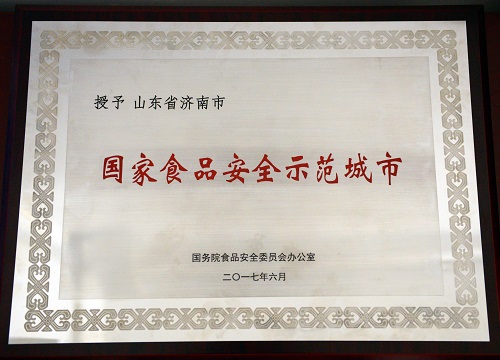 授予 山东省济南市
国家食品安全示范城市
国务院食品安全委员会办公室
二〇一七年六月